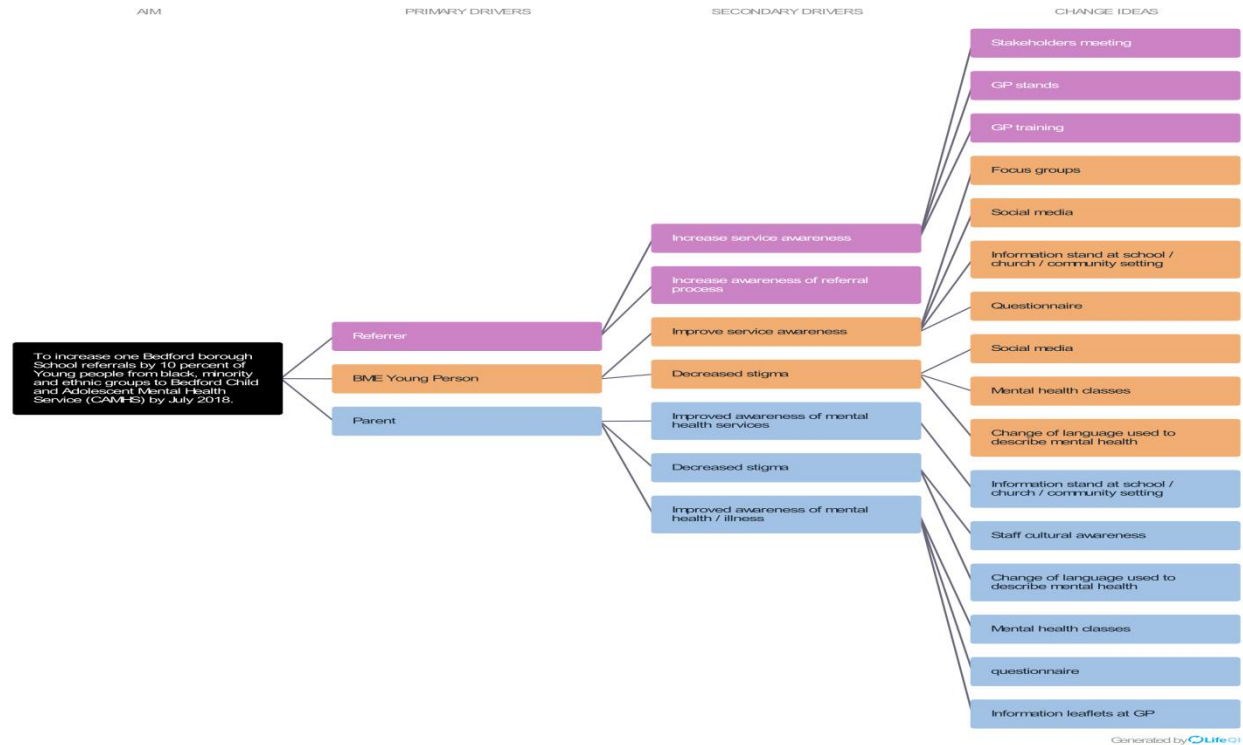 AIM
PRIMARY DRIVERS
SECONDARY DRIVERS
CHANGE IDEAS
To increase one Bedford borough
School referrals by 10 percent of
Young people from black, minority
and ethnic groups to Bedford Child
and Adolescent Mental Health
Service (CAMHS) by July 2018.
Referrer
BME Young Person
Parent
Increase service awareness
Increase awareness of referral
process
Improve service awareness
Decreased stigma
Improved awareness of mental
health services
Decreased stigma
Improved awareness of mental
health / illness
Stakeholders meeting
GP stands
GP training
Focus groups
Social media
Information stand at school /
church / community setting
Questionnaire
Social media
Mental health classes
Change of language used to
describe mental health
Information stand at school /
church / community setting
Staff cultural awareness
Change of language used to
describe mental health
Mental health classes
questionnaire
Information leaflets at GP
Generated by LifeQI